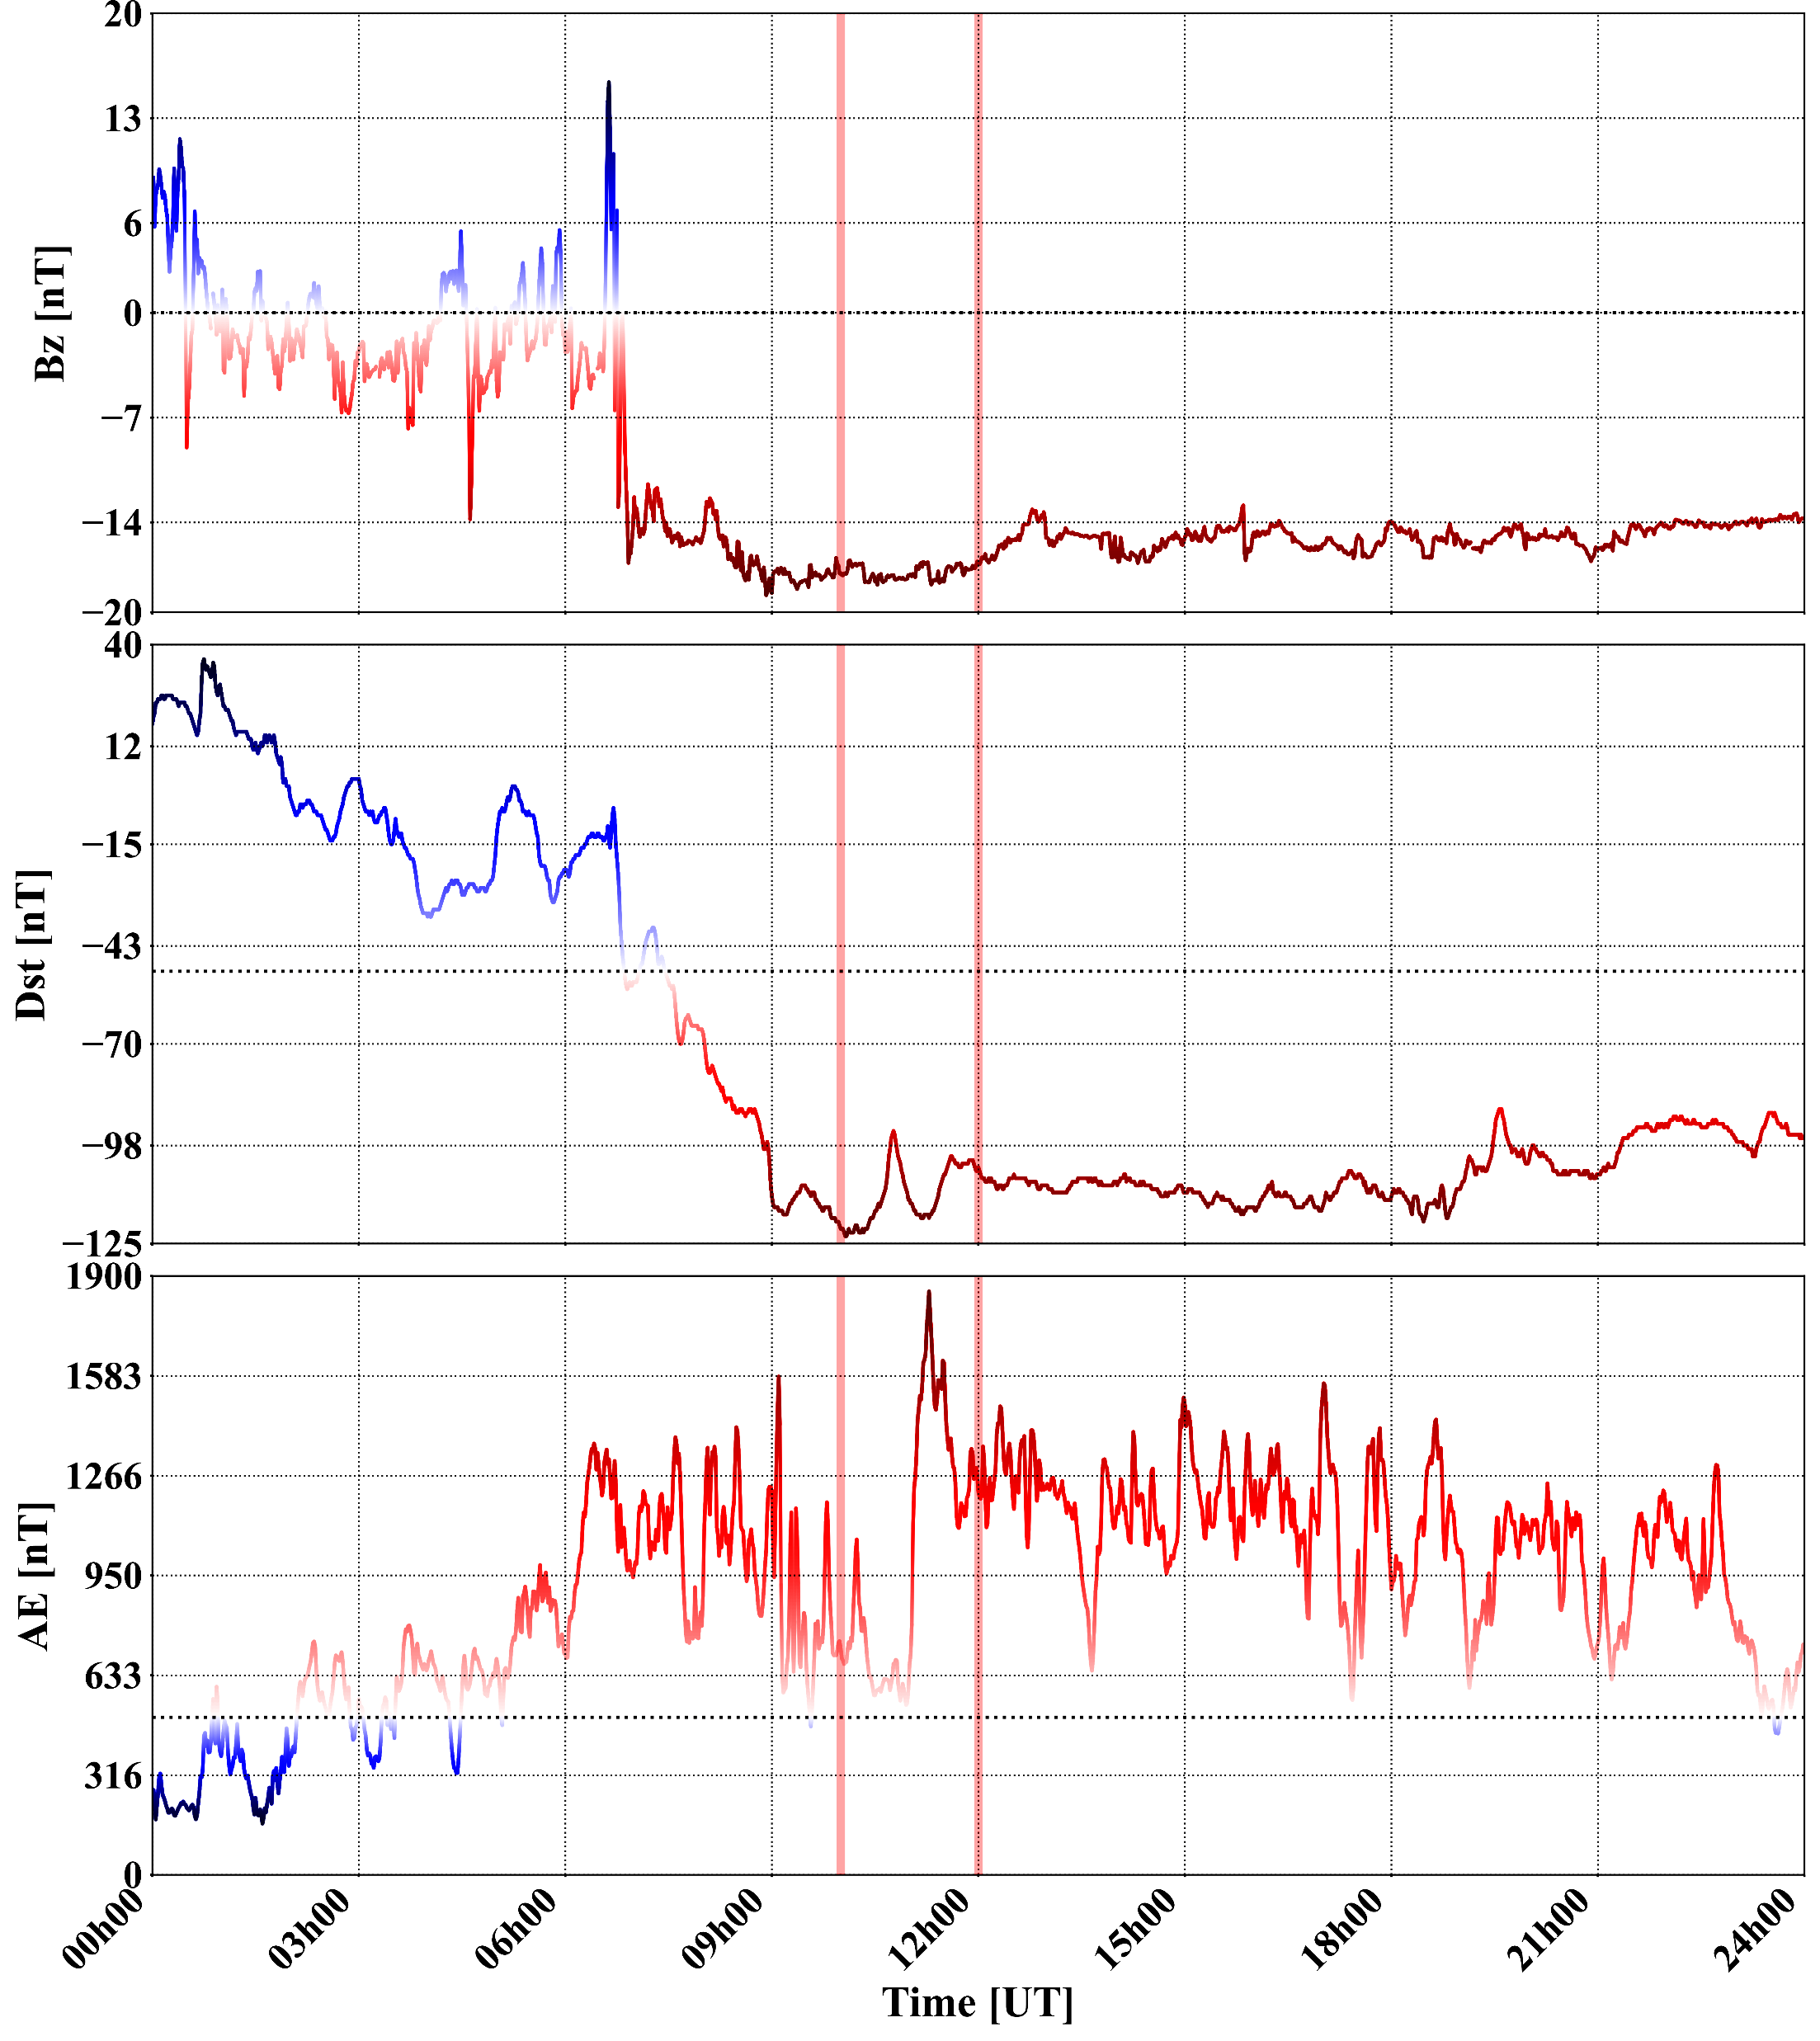 20
13
6
0
−7
−14
−20
Bz [nT]
40
12
−15
−43
−70
−98
−125
Dst [nT]
1900
1583
1266
950
633
316
0
AE [nT]
00h00
03h00
06h00
09h00
12h00
15h00
18h00
21h00
24h00
Time [UT]